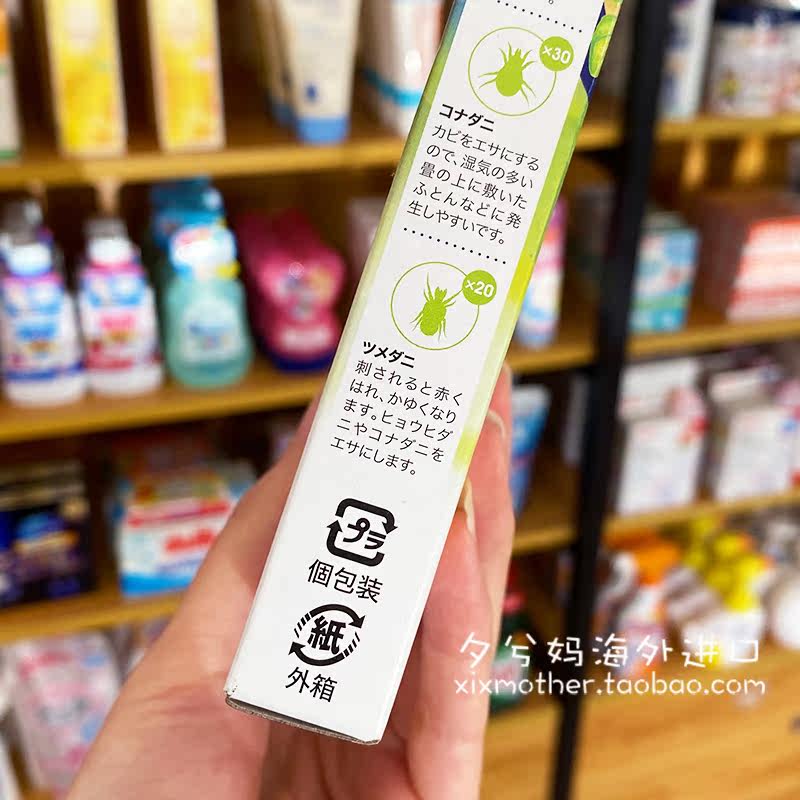 ×30
コナダニ
カビをエサにする
ので、湿気の多い
畳の上に敷いた
ふとんなどに発
生しやすいです。
×20
ツメダニ
刺されると赤く
はれ、かゆくなり
ます。ヒョウヒダ
ニやコナダニを
エサにします。
プラ
個包装
紙
外箱
夕兮妈海外进口
xixmother.taobao.com